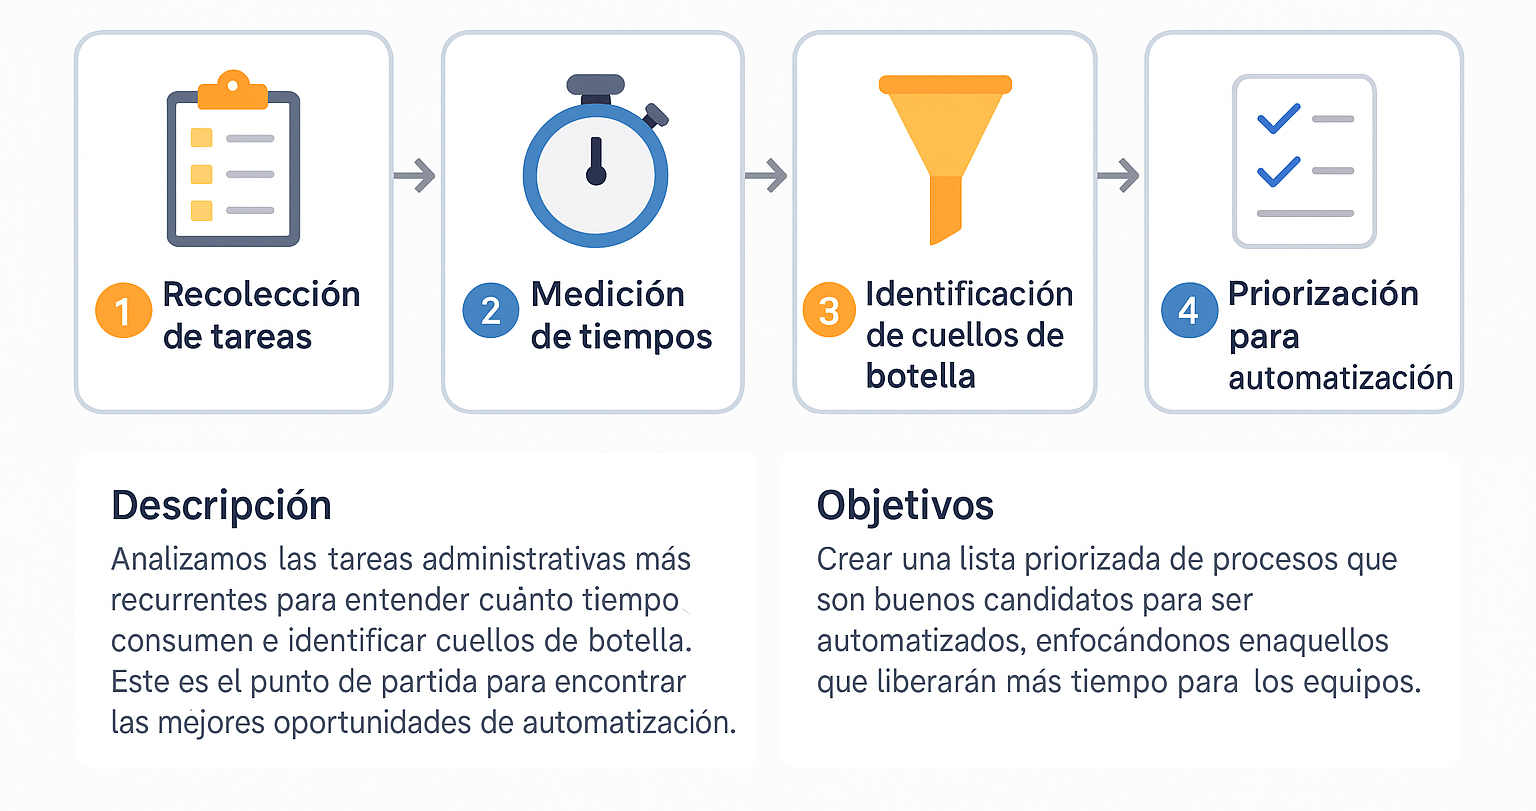 1
Recolección
de tareas
2
Medición
de tiempos
3
Identificación
de cuellos de
botella
4
Priorización
para
automatización
Descripción
Analizamos las tareas administrativas más
recurrentes para entender cuánto tiempo
consumen e identificar cuellos de botella.
Este es el punto de partida para encontrar
las mejores oportunidades de automatización.
Objetivos
Crear una lista priorizada de procesos que
son buenos candidatos para ser
automatizados, enfocándonos enaquellos
que liberarán más tiempo para los equipos.